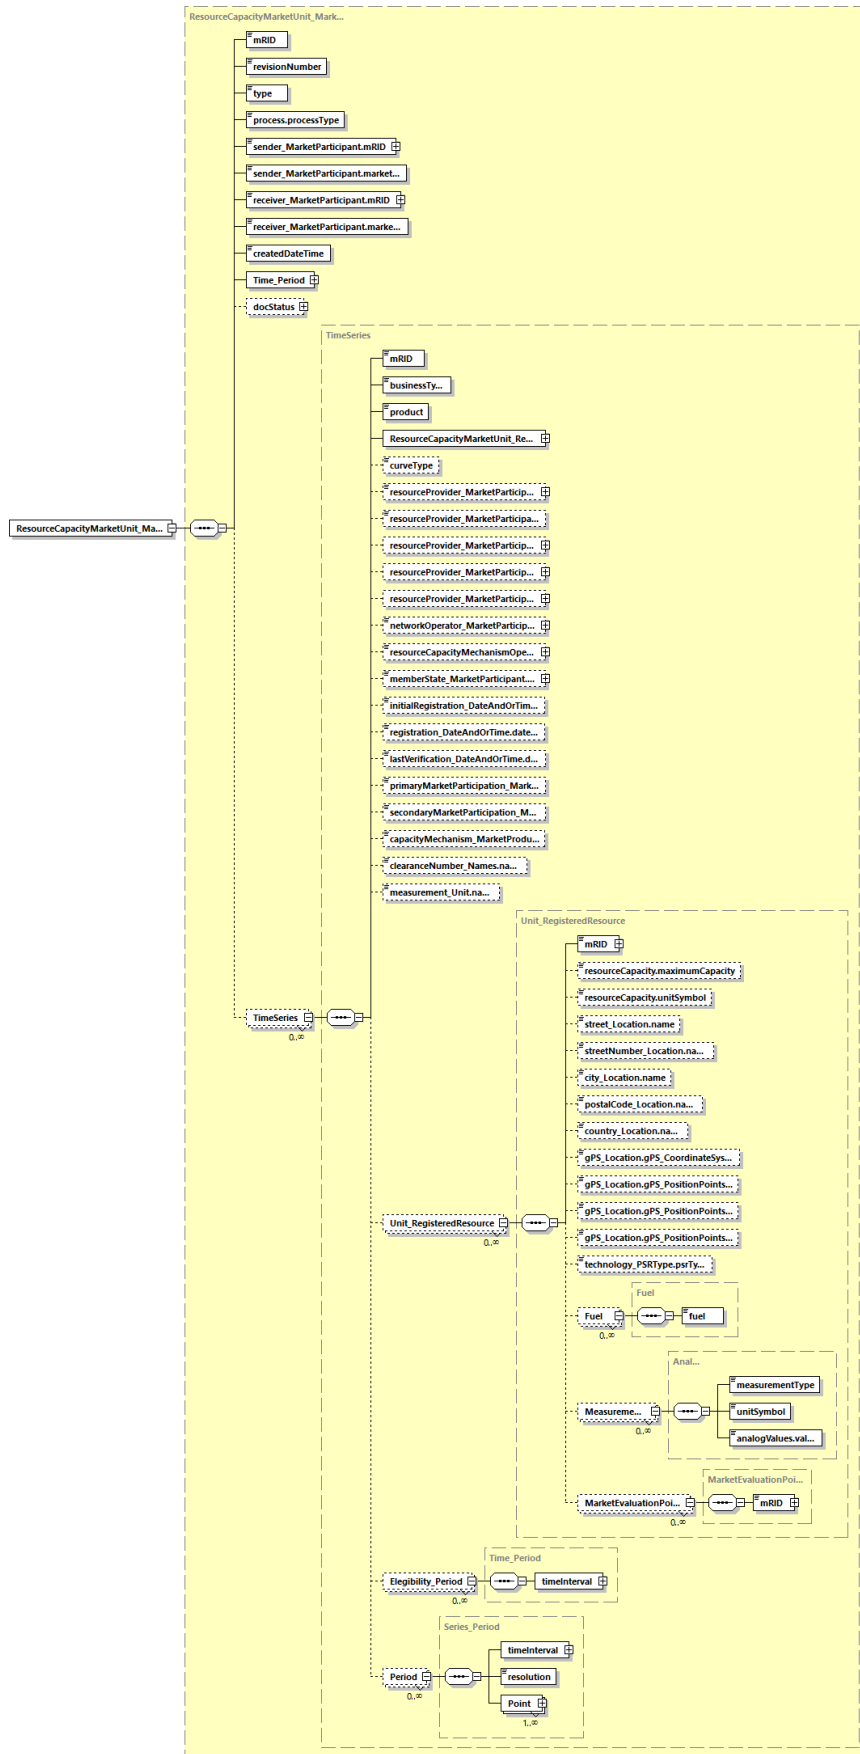 ResourceCapacityMarketUnit_Mark...
mRID
revisionNumber
type
process.processType
sender_MarketParticipant.mRID
sender_MarketParticipant.market...
receiver_MarketParticipant.mRID
receiver_MarketParticipant.marke...
createdDateTime
Time_Period
docStatus
TimeSeries
mRID
businessTy...
product
ResourceCapacityMarketUnit_Re...
curveType
resourceProvider_MarketParticip...
resourceProvider_MarketParticipa...
ResourceCapacityMarketUnit_Ma...
resourceProvider_MarketParticip...
resourceProvider_MarketParticip...
resourceProvider_MarketParticip...
networkOperator_MarketParticip...
resourceCapacityMechanismOpe...
memberState_MarketParticipant....
initialRegistration_DateAndOrTim...
registration_DateAndOrTime.date...
lastVerification_DateAndOrTime.d...
primaryMarketParticipation_Mark...
secondaryMarketParticipation_M...
capacityMechanism_MarketProdu...
clearanceNumber_Names.na...
measurement_Unit.na...
Unit_RegisteredResource
mRID
resourceCapacity.maximumCapacity
resourceCapacity.unitSymbol
TimeSeries
0..∞
street_Location.name
streetNumber_Location.na...
city_Location.name
postalCode_Location.na...
country_Location.na...
gPS_Location.gPS_CoordinateSys...
gPS_Location.gPS_PositionPoints...
gPS_Location.gPS_PositionPoints...
gPS_Location.gPS_PositionPoints...
technology_PSRType.psrTy...
Unit_RegisteredResource
0..∞
Fuel
Fuel
0..∞
fuel
Anal...
measurementType
Measureme...
0..∞
unitSymbol
analogValues.val...
MarketEvaluationPoi...
MarketEvaluationPoi...
0..∞
mRID
Time_Period
Elegibility_Period
0..∞
timeInterval
Series_Period
timeInterval
Period
0..∞
resolution
Point
1..∞